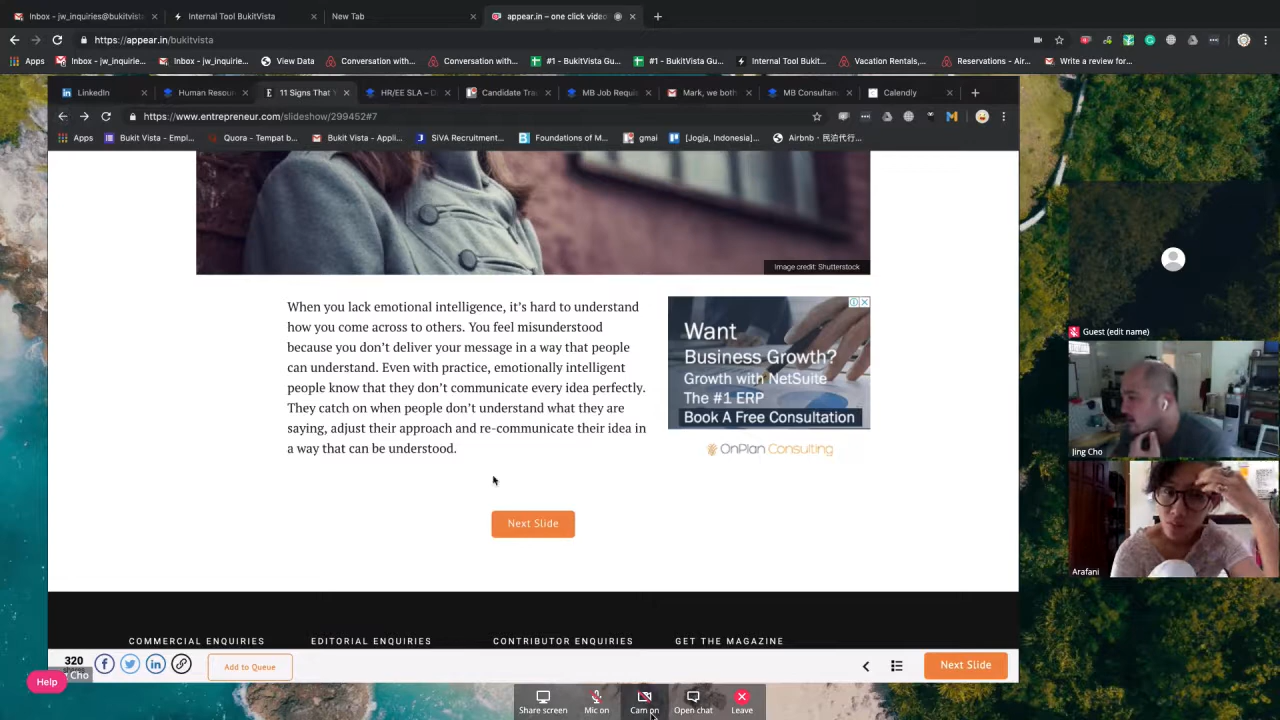 Inbox - jw_inquiries@bukitvist
Internal Tool BukitVista
New Tab
appear.in – one click video
https://appear.in/bukitvista
Apps
Inbox - jw_inquirie...
Inbox - jw_inquirie...
View Data
Conversation with...
Conversation with...
#1 - BukitVista Gu...
#1 - BukitVista Gu...
Internal Tool Bukit...
Vacation Rentals,...
Reservations - Air...
Write a review for...
LinkedIn
Human Resour
11 Signs That Y
HR/EE SLA – D
Candidate Tra
MB Job Requi
Mark, we both
MB Consultanc
Calendly
https://www.entrepreneur.com/slideshow/299452#7
Apps
Bukit Vista - Empl...
Quora - Tempat b...
Bukit Vista - Appli...
SiVA Recruitment...
Foundations of M...
gmai
[Jogja, Indonesia]...
Airbnb - 民泊代行...
Image credit: Shutterstock
When you lack emotional intelligence, it's hard to understand
how you come across to others. You feel misunderstood
because you don't deliver your message in a way that people
can understand. Even with practice, emotionally intelligent
people know that they don't communicate every idea perfectly.
They catch on when people don't understand what they are
saying, adjust their approach and re-communicate their idea in
a way that can be understood.
Want
Business Growth?
Growth with NetSuite
The #1 ERP
Book A Free Consultation
OnPlan Consulting
Next Slide
Guest (edit name)
Jing Cho
Arafani
COMMERCIAL ENQUIRIES
EDITORIAL ENQUIRIES
CONTRIBUTOR ENQUIRIES
GET THE MAGAZINE
320
Cho
Add to Queue
Next Slide
Help
Share screen
Mic on
Cam on
Open chat
Leave